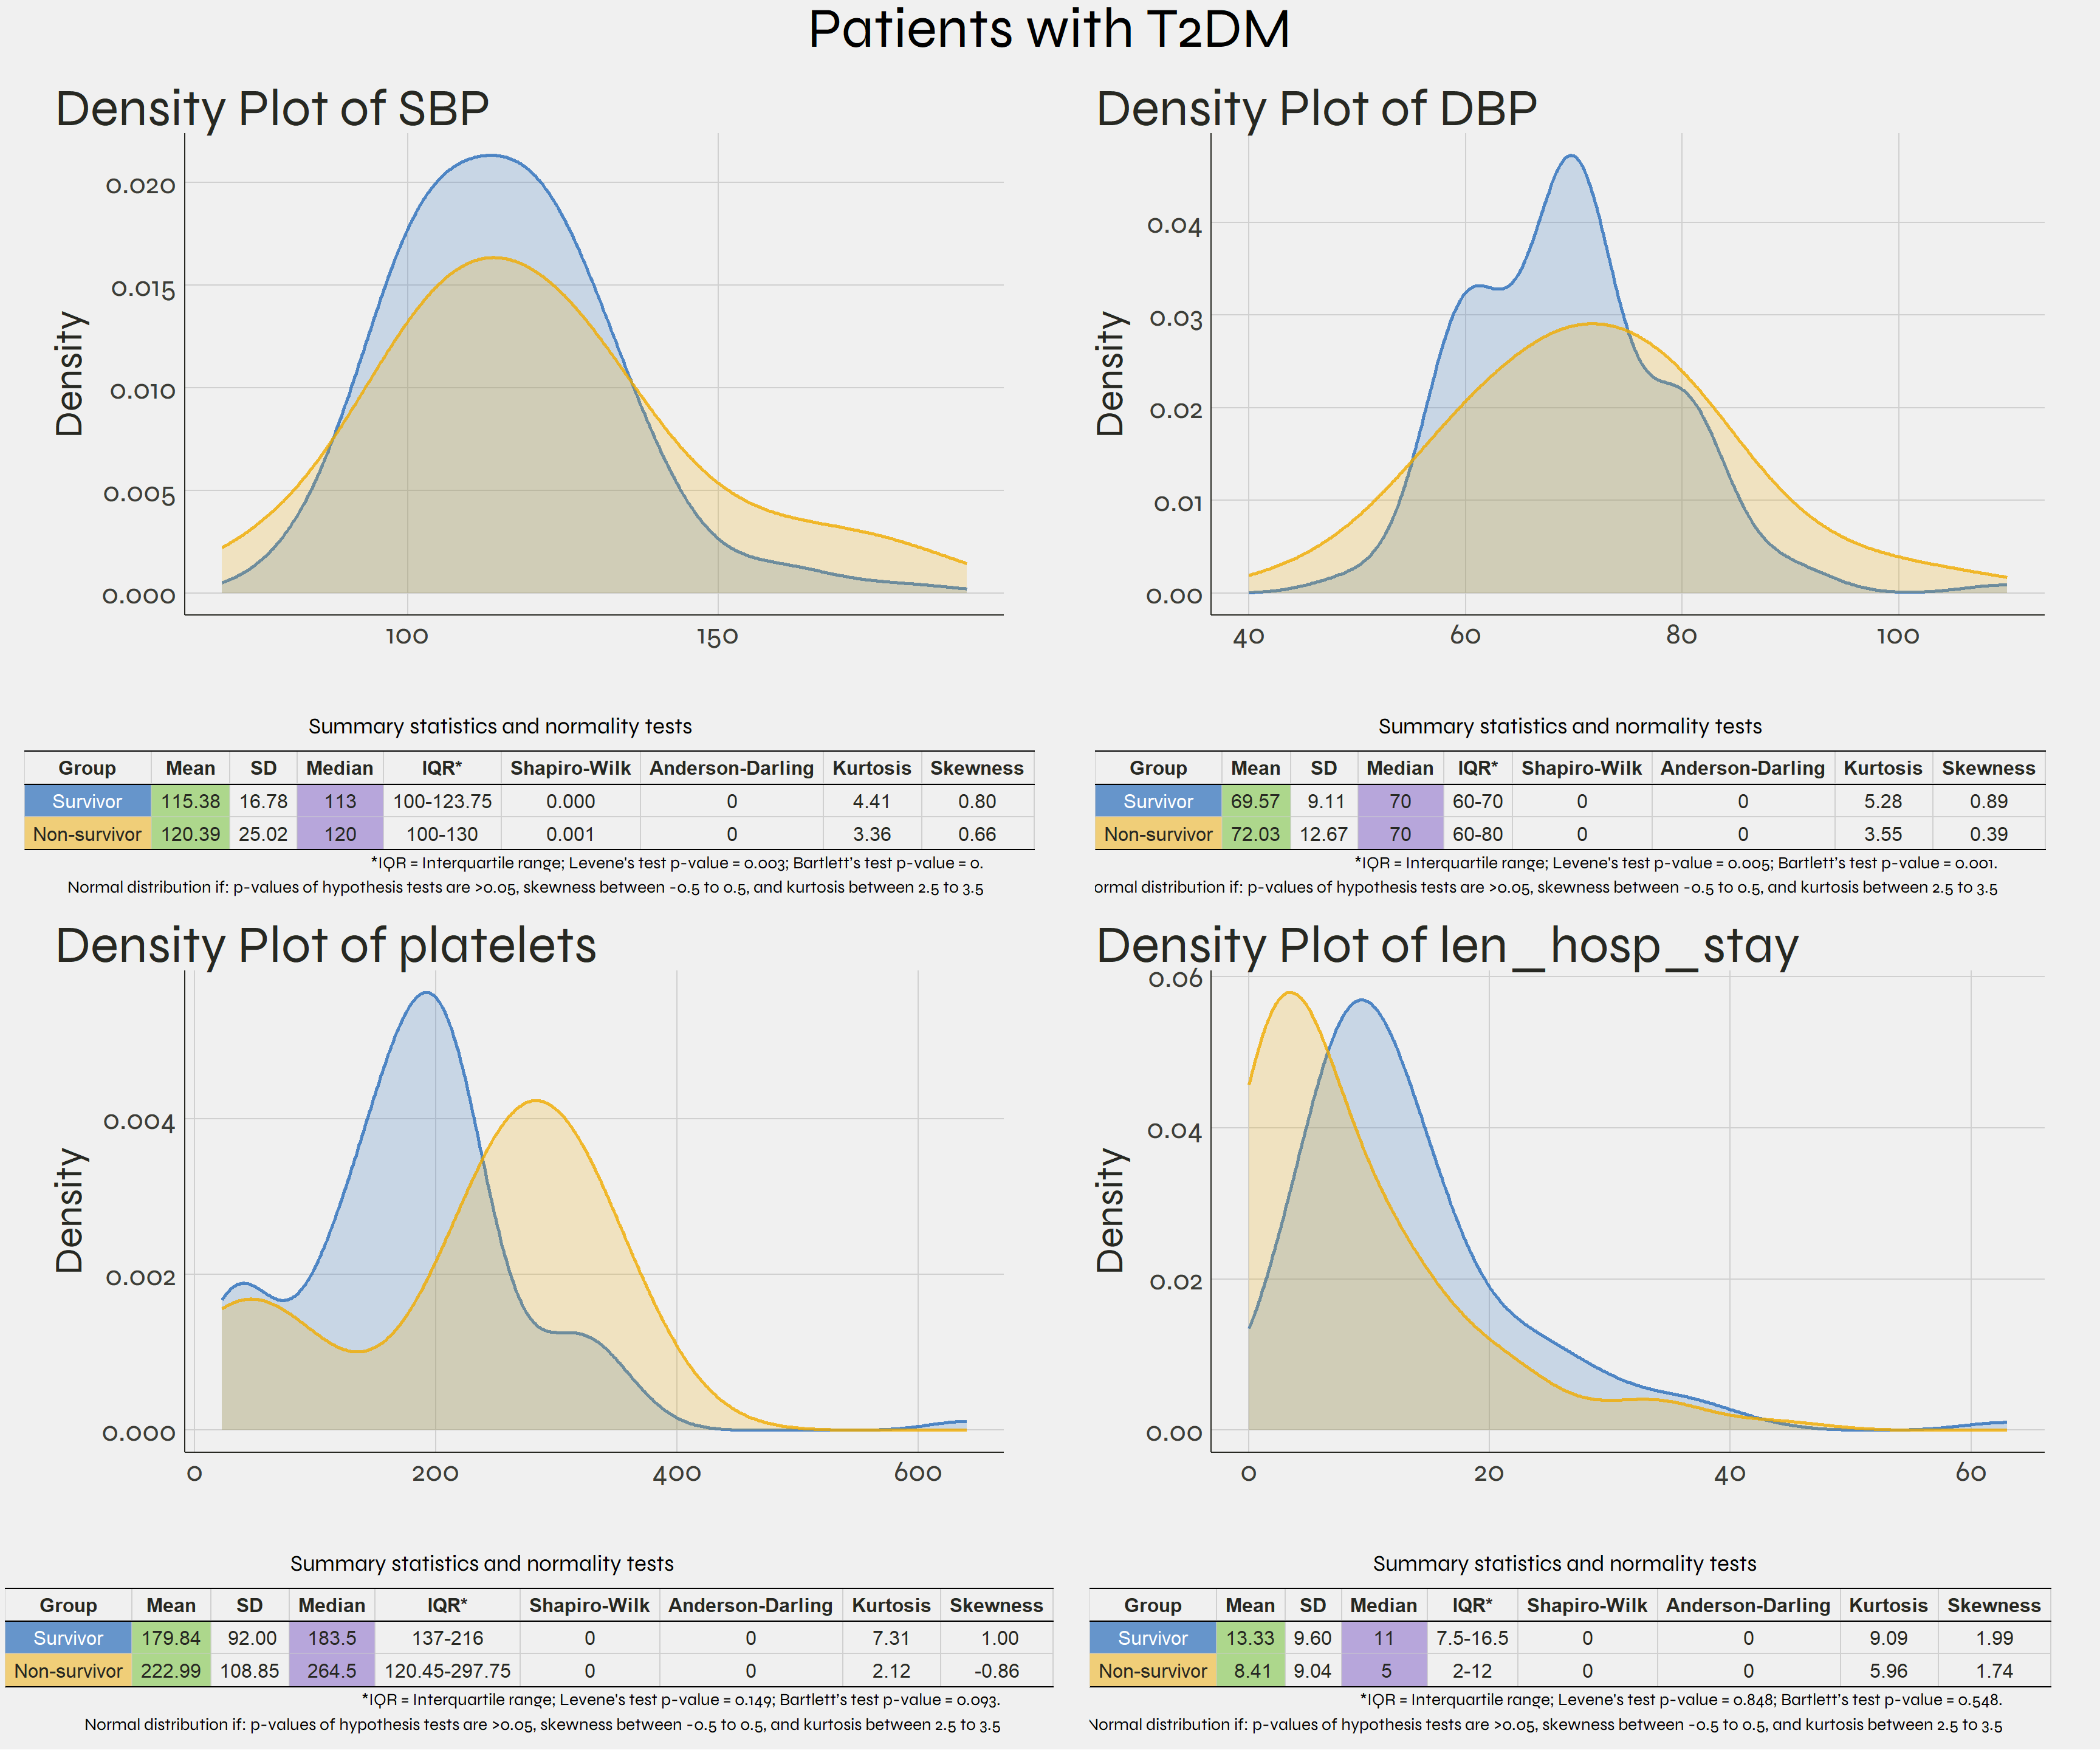 Patients with T2DM
Density Plot of SBP
Density
0.020
0.015
0.010
0.005
0.000
100 150
Summary statistics and normality tests
Group Mean SD Median IQR* Shapiro-Wilk Anderson-Darling Kurtosis Skewness
Survivor 115.38 16.78 113 100-123.75 0.000 0 4.41 0.80
Non-survivor 120.39 25.02 120 100-130 0.001 0 3.36 0.66
*IQR = Interquartile range; Levene's test p-value = 0.003; Bartlett's test p-value = 0.
Normal distribution if: p-values of hypothesis tests are >0.05, skewness between -0.5 to 0.5, and kurtosis between 2.5 to 3.5
Density Plot of DBP
Density
0.04
0.03
0.02
0.01
0.00
40 60 80 100
Summary statistics and normality tests
Group Mean SD Median IQR* Shapiro-Wilk Anderson-Darling Kurtosis Skewness
Survivor 69.57 9.11 70 60-70 0 0 5.28 0.89
Non-survivor 72.03 12.67 70 60-80 0 0 3.55 0.39
*IQR = Interquartile range; Levene's test p-value = 0.005; Bartlett's test p-value = 0.001.
ormal distribution if: p-values of hypothesis tests are >0.05, skewness between -0.5 to 0.5, and kurtosis between 2.5 to 3.5
Density Plot of platelets
Density
0.004
0.002
0.000
0 200 400 600
Summary statistics and normality tests
Group Mean SD Median IQR* Shapiro-Wilk Anderson-Darling Kurtosis Skewness
Survivor 179.84 92.00 183.5 137-216 0 0 7.31 1.00
Non-survivor 222.99 108.85 264.5 120.45-297.75 0 0 2.12 -0.86
*IQR = Interquartile range; Levene's test p-value = 0.149; Bartlett's test p-value = 0.093.
Normal distribution if: p-values of hypothesis tests are >0.05, skewness between -0.5 to 0.5, and kurtosis between 2.5 to 3.5
Density Plot of len_hosp_stay
Density
0.06
0.04
0.02
0.00
0 20 40 60
Summary statistics and normality tests
Group Mean SD Median IQR* Shapiro-Wilk Anderson-Darling Kurtosis Skewness
Survivor 13.33 9.60 11 7.5-16.5 0 0 9.09 1.99
Non-survivor 8.41 9.04 5 2-12 0 0 5.96 1.74
*IQR = Interquartile range; Levene's test p-value = 0.848; Bartlett's test p-value = 0.548.
Normal distribution if: p-values of hypothesis tests are >0.05, skewness between -0.5 to 0.5, and kurtosis between 2.5 to 3.5